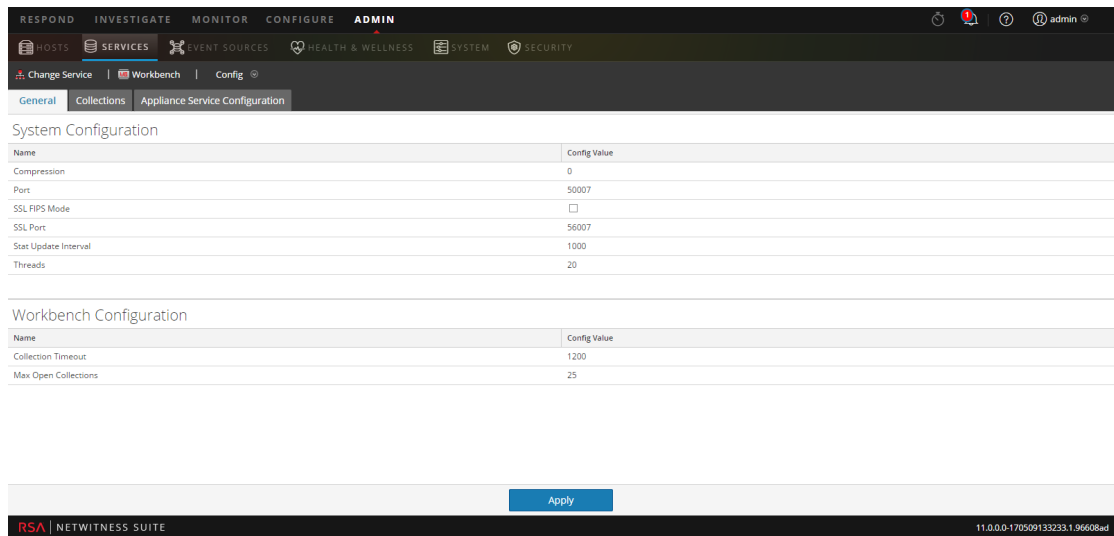 RESPOND INVESTIGATE MONITOR CONFIGURE ADMIN 1 ? admin
HOSTS SERVICES EVENT SOURCES HEALTH & WELLNESS SYSTEM SECURITY
Change Service | Workbench | Config
General Collections Appliance Service Configuration
System Configuration
Name Config Value
Compression 0
Port 50007
SSL FIPS Mode
SSL Port 56007
Stat Update Interval 1000
Threads 20
Workbench Configuration
Name Config Value
Collection Timeout 1200
Max Open Collections 25
Apply
RSA | NETWITNESS SUITE 11.0.0.0-170509133233.1.96608ad